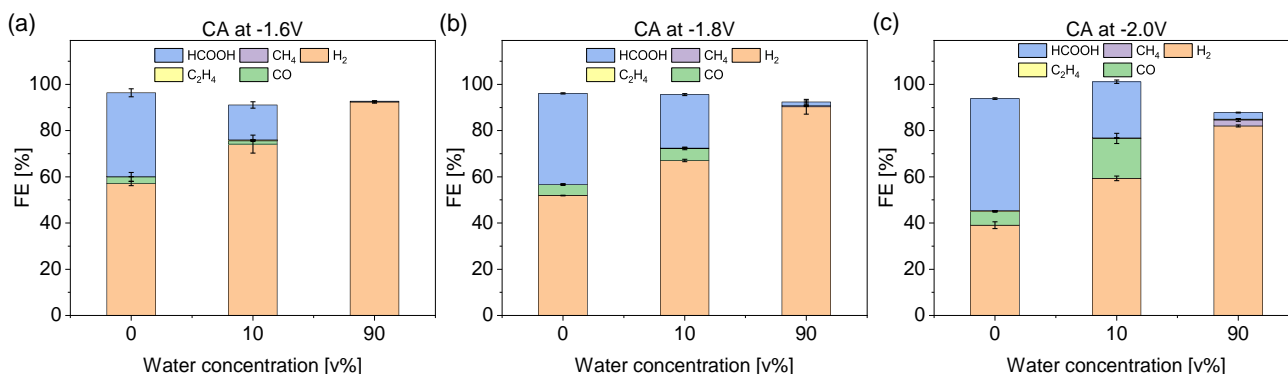 (a)
CA at -1.6V
HCOOH CH₄ H₂
C₂H₄ CO
100
80
60
40
20
0
FE [%]
0 10 90
Water concentration [v%]
(b)
CA at -1.8V
HCOOH CH₄ H₂
C₂H₄ CO
100
80
60
40
20
0
FE [%]
0 10 90
Water concentration [v%]
(c)
CA at -2.0V
HCOOH CH₄ H₂
C₂H₄ CO
100
80
60
40
20
0
FE [%]
0 10 90
Water concentration [v%]